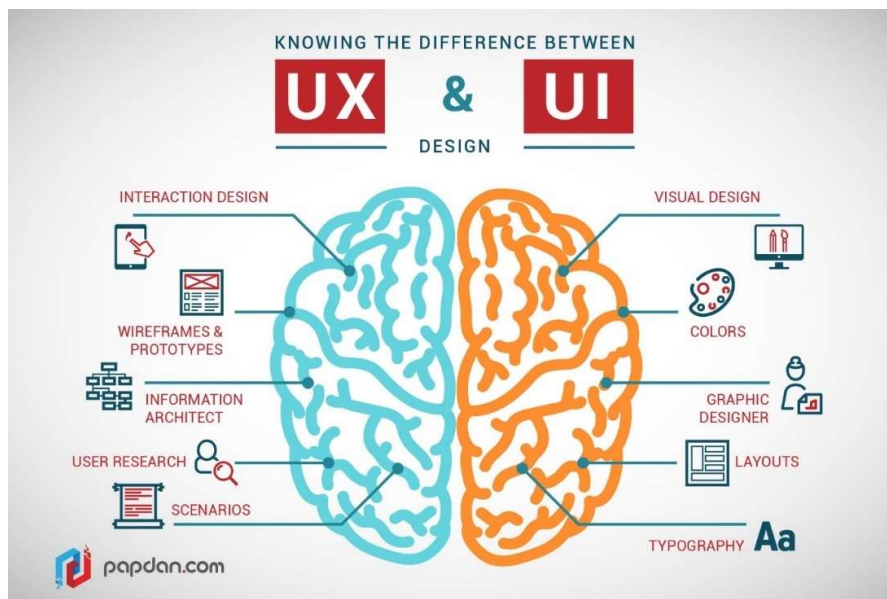 KNOWING THE DIFFERENCE BETWEEN
UX & UI
DESIGN
INTERACTION DESIGN
WIREFRAMES &
PROTOTYPES
INFORMATION
ARCHITECT
USER RESEARCH
SCENARIOS
VISUAL DESIGN
COLORS
GRAPHIC
DESIGNER
LAYOUTS
TYPOGRAPHY Aa
papdan.com